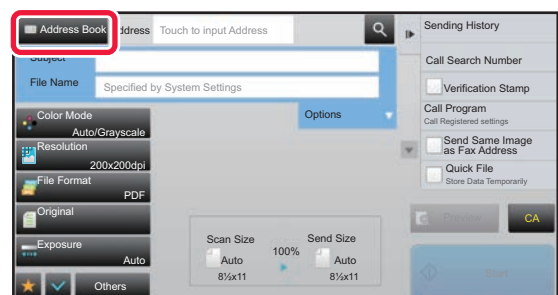 Address Book
ddress
Touch to input Address
Subject
File Name
Specified by System Settings
Options
Color Mode
Auto/Grayscale
Resolution
200x200dpi
File Format
PDF
Original
Exposure
Auto
Others
Scan Size
Auto
8½x11
100%
Send Size
Auto
8½x11
Sending History
Call Search Number
Verification Stamp
Call Program
Call Registered settings
Send Same Image
as Fax Address
Quick File
Store Data Temporarily
Preview
CA
Start